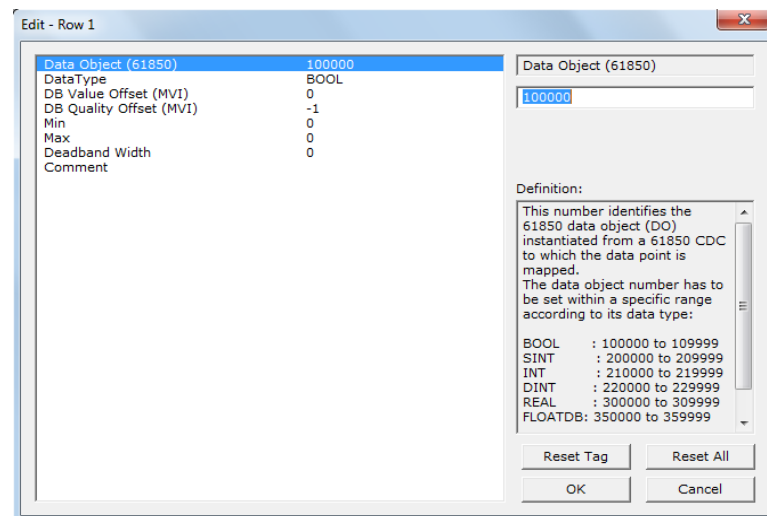 Edit - Row 1
X
Data Object (61850) 100000
DataType BOOL
DB Value Offset (MVI) 0
DB Quality Offset (MVI) -1
Min 0
Max 0
Deadband Width 0
Comment
Data Object (61850)
100000
Definition:
This number identifies the
61850 data object (DO)
instantiated from a 61850 CDC
to which the data point is
mapped.
The data object number has to
be set within a specific range
according to its data type:
BOOL : 100000 to 109999
SINT : 200000 to 209999
INT : 210000 to 219999
DINT : 220000 to 229999
REAL : 300000 to 309999
FLOATDB: 350000 to 359999
Reset Tag Reset All
OK Cancel